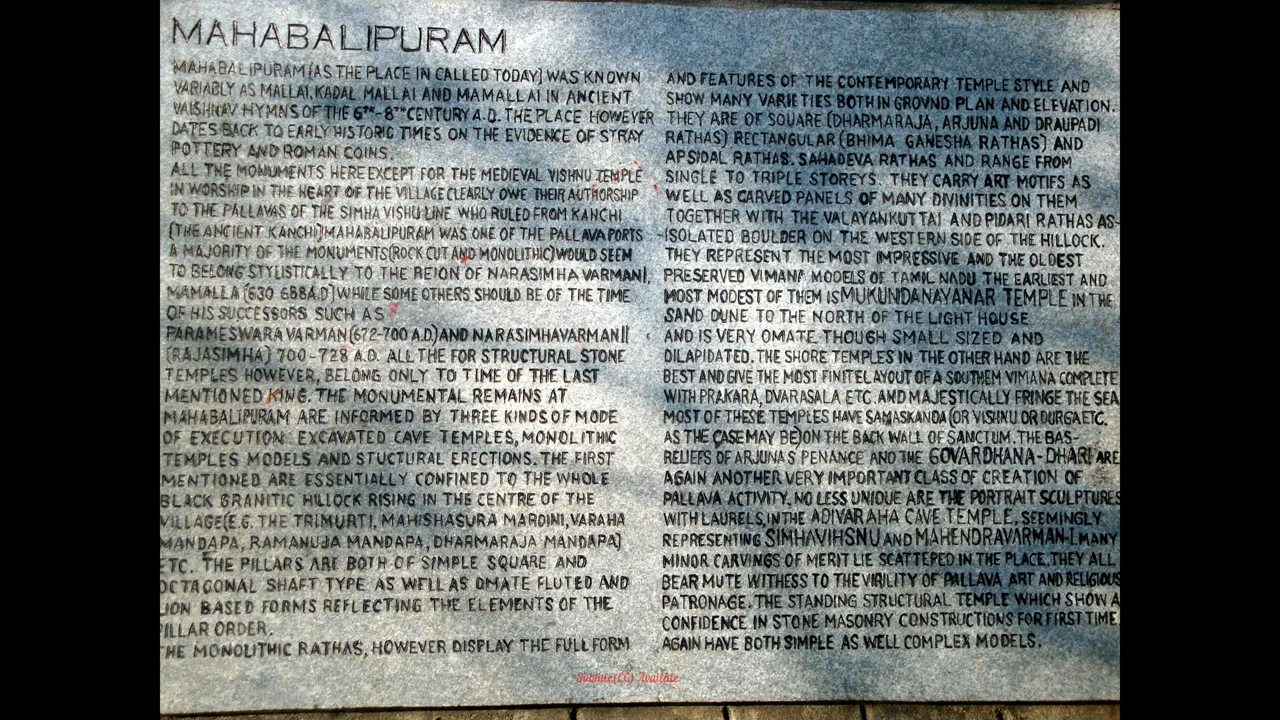 MAHABALIPURAM
MAHABALIPURAM (AS THE PLACE IN CALLED TODAY) WAS KNOWN
VARIABLY AS MALLAI, KADAL MALLAI AND MAMALLAI IN ANCIENT
VAISHNAV HYMNS OF THE 6TH-8TH CENTURY A.D. THE PLACE HOWEVER
DATES BACK TO EARLY HISTORIC TIMES ON THE EVIDENCE OF STRAY
POTTERY AND ROMAN COINS.
ALL THE MONUMENTS HERE EXCEPT FOR THE MEDIEVAL VISHNU TEMPLE
IN WORSHIP IN THE HEART OF THE VILLAGE CLEARLY OWE THEIR AUTHORSHIP
TO THE PALLAVAS OF THE SIMHA VISHU LINE WHO RULED FROM KANCHI
(THE ANCIENT KANCHI) MAHABALIPURAM WAS ONE OF THE PALLAVA PORTS
A MAJORITY OF THE MONUMENTS (ROCK CUT AND MONOLITHIC) WOULD SEEM
TO BELONG STYLISTICALLY TO THE REION OF NARASIMHA VARMAN I,
MAMALLA (630 688A.D) WHILE SOME OTHERS SHOULD BE OF THE TIME
OF HIS SUCCESSORS SUCH AS
PARAMESWARA VARMAN (672-700 A.D.) AND NARASIMHAVARMAN II
(RAJASIMHA) 700-728 A.D. ALL THE FOR STRUCTURAL STONE
TEMPLES HOWEVER, BELONG ONLY TO TIME OF THE LAST
MENTIONED KING. THE MONUMENTAL REMAINS AT
MAHABALIPURAM ARE INFORMED BY THREE KINDS OF MODE
OF EXECUTION: EXCAVATED CAVE TEMPLES, MONOLITHIC
TEMPLES MODELS AND STUCTURAL ERECTIONS. THE FIRST
MENTIONED ARE ESSENTIALLY CONFINED TO THE WHOLE
BLACK GRANITIC HILLOCK RISING IN THE CENTRE OF THE
VILLAGE (E.G. THE TRIMURTI, MAHISHASURA MARDINI, VARAHA
MANDAPA, RAMANUJA MANDAPA, DHARMARAJA MANDAPA)
ETC. THE PILLARS ARE BOTH OF SIMPLE SQUARE AND
OCTAGONAL SHAFT TYPE AS WELL AS OMATE FLUTED AND
LION BASED FORMS REFLECTING THE ELEMENTS OF THE
PILLAR ORDER.
THE MONOLITHIC RATHAS, HOWEVER DISPLAY THE FULL FORM
AND FEATURES OF THE CONTEMPORARY TEMPLE STYLE AND
SHOW MANY VARIETIES BOTH IN GROVND PLAN AND ELEVATION.
THEY ARE OF SQUARE (DHARMARAJA, ARJUNA AND DRAUPADI
RATHAS) RECTANGULAR (BHIMA GANESHA RATHAS) AND
APSIDAL RATHAS. SAHADEVA RATHAS AND RANGE FROM
SINGLE TO TRIPLE STOREYS. THEY CARRY ART MOTIFS AS
WELL AS CARVED PANELS OF MANY DIVINITIES ON THEM
TOGETHER WITH THE VALAYANKUTTAI AND PIDARI RATHAS AS-
-ISOLATED BOULDER ON THE WESTERN SIDE OF THE HILLOCK.
THEY REPRESENT THE MOST IMPRESSIVE AND THE OLDEST
PRESERVED VIMANA MODELS OF TAMIL NADU THE EARLIEST AND
MOST MODEST OF THEM IS MUKUNDANAYANAR TEMPLE IN THE
SAND DUNE TO THE NORTH OF THE LIGHT HOUSE
AND IS VERY OMATE THOUGH SMALL SIZED AND
DILAPIDATED. THE SHORE TEMPLES IN THE OTHER HAND ARE THE
BEST AND GIVE THE MOST FINITE LAYOUT OF A SOUTHEM VIMANA COMPLETE
WITH PRAKARA, DVARASALA ETC. AND MAJESTICALLY FRINGE THE SEA
MOST OF THESE TEMPLES HAVE SAMASKANDA (OR VISHNU OR DURGA ETC.
AS THE CASE MAY BE) ON THE BACK WALL OF SANCTUM. THE BAS-
RELIEFS OF ARJUNA'S PENANCE AND THE GOVARDHANA-DHARI ARE
AGAIN ANOTHER VERY IMPORTANT CLASS OF CREATION OF
PALLAVA ACTIVITY. NO LESS UNIQUE ARE THE PORTRAIT SCULPTURES
WITH LAURELS, IN THE ADIVARAHA CAVE TEMPLE, SEEMINGLY
REPRESENTING SIMHAVIHSNU AND MAHENDRAVARMAN-I MANY
MINOR CARVINGS OF MERIT LIE SCATTEPED IN THE PLACE, THEY ALL
BEAR MUTE WITHESS TO THE VIRILITY OF PALLAVA ART AND RELIGIOUS
PATRONAGE. THE STANDING STRUCTURAL TEMPLE WHICH SHOW A
CONFIDENCE IN STONE MASONRY CONSTRUCTIONS FOR FIRST TIME,
AGAIN HAVE BOTH SIMPLE AS WELL COMPLEX MODELS.
Subtitle(CC) Availabe